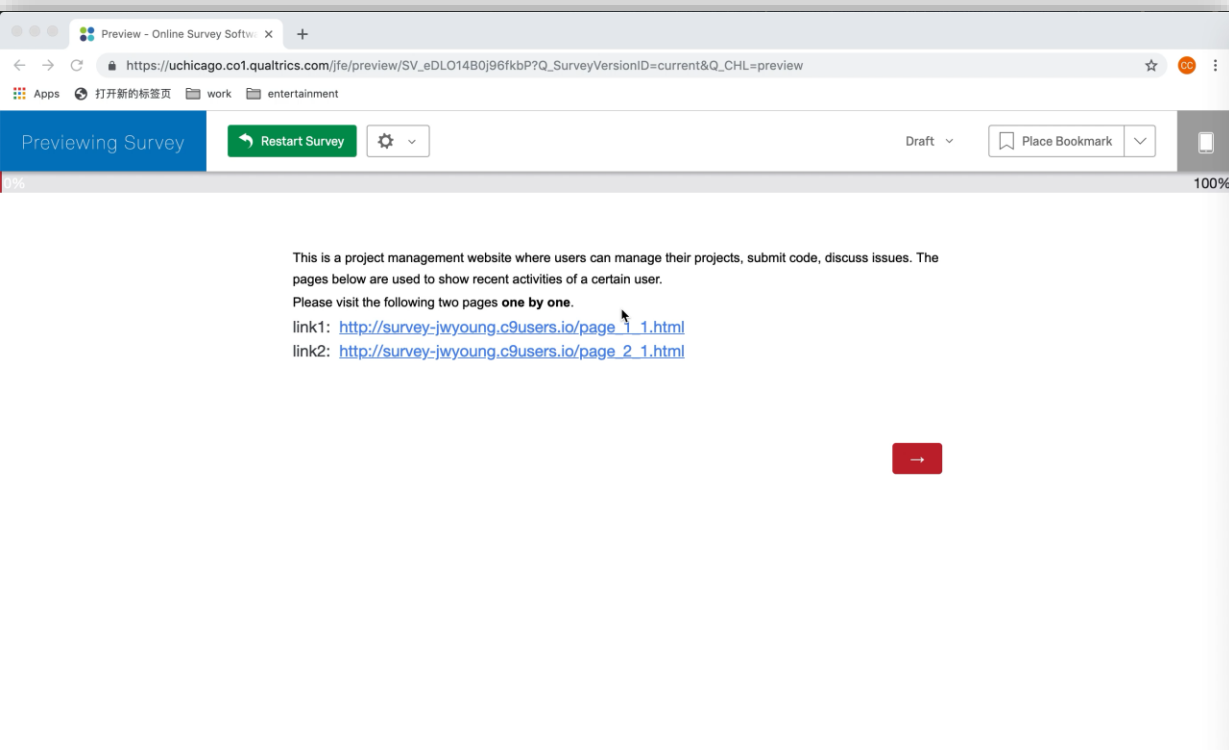 Preview - Online Survey Softw
https://uchicago.co1.qualtrics.com/jfe/preview/SV_eDLO14B0j96fkbP?Q_SurveyVersionID=current&Q_CHL=preview
CC
Apps 打开新的标签页 work entertainment
Previewing Survey Restart Survey Draft Place Bookmark
0% 100%
This is a project management website where users can manage their projects, submit code, discuss issues. The
pages below are used to show recent activities of a certain user.
Please visit the following two pages one by one.
link1: http://survey-jwyoung.c9users.io/page_1_1.html
link2: http://survey-jwyoung.c9users.io/page_2_1.html
→